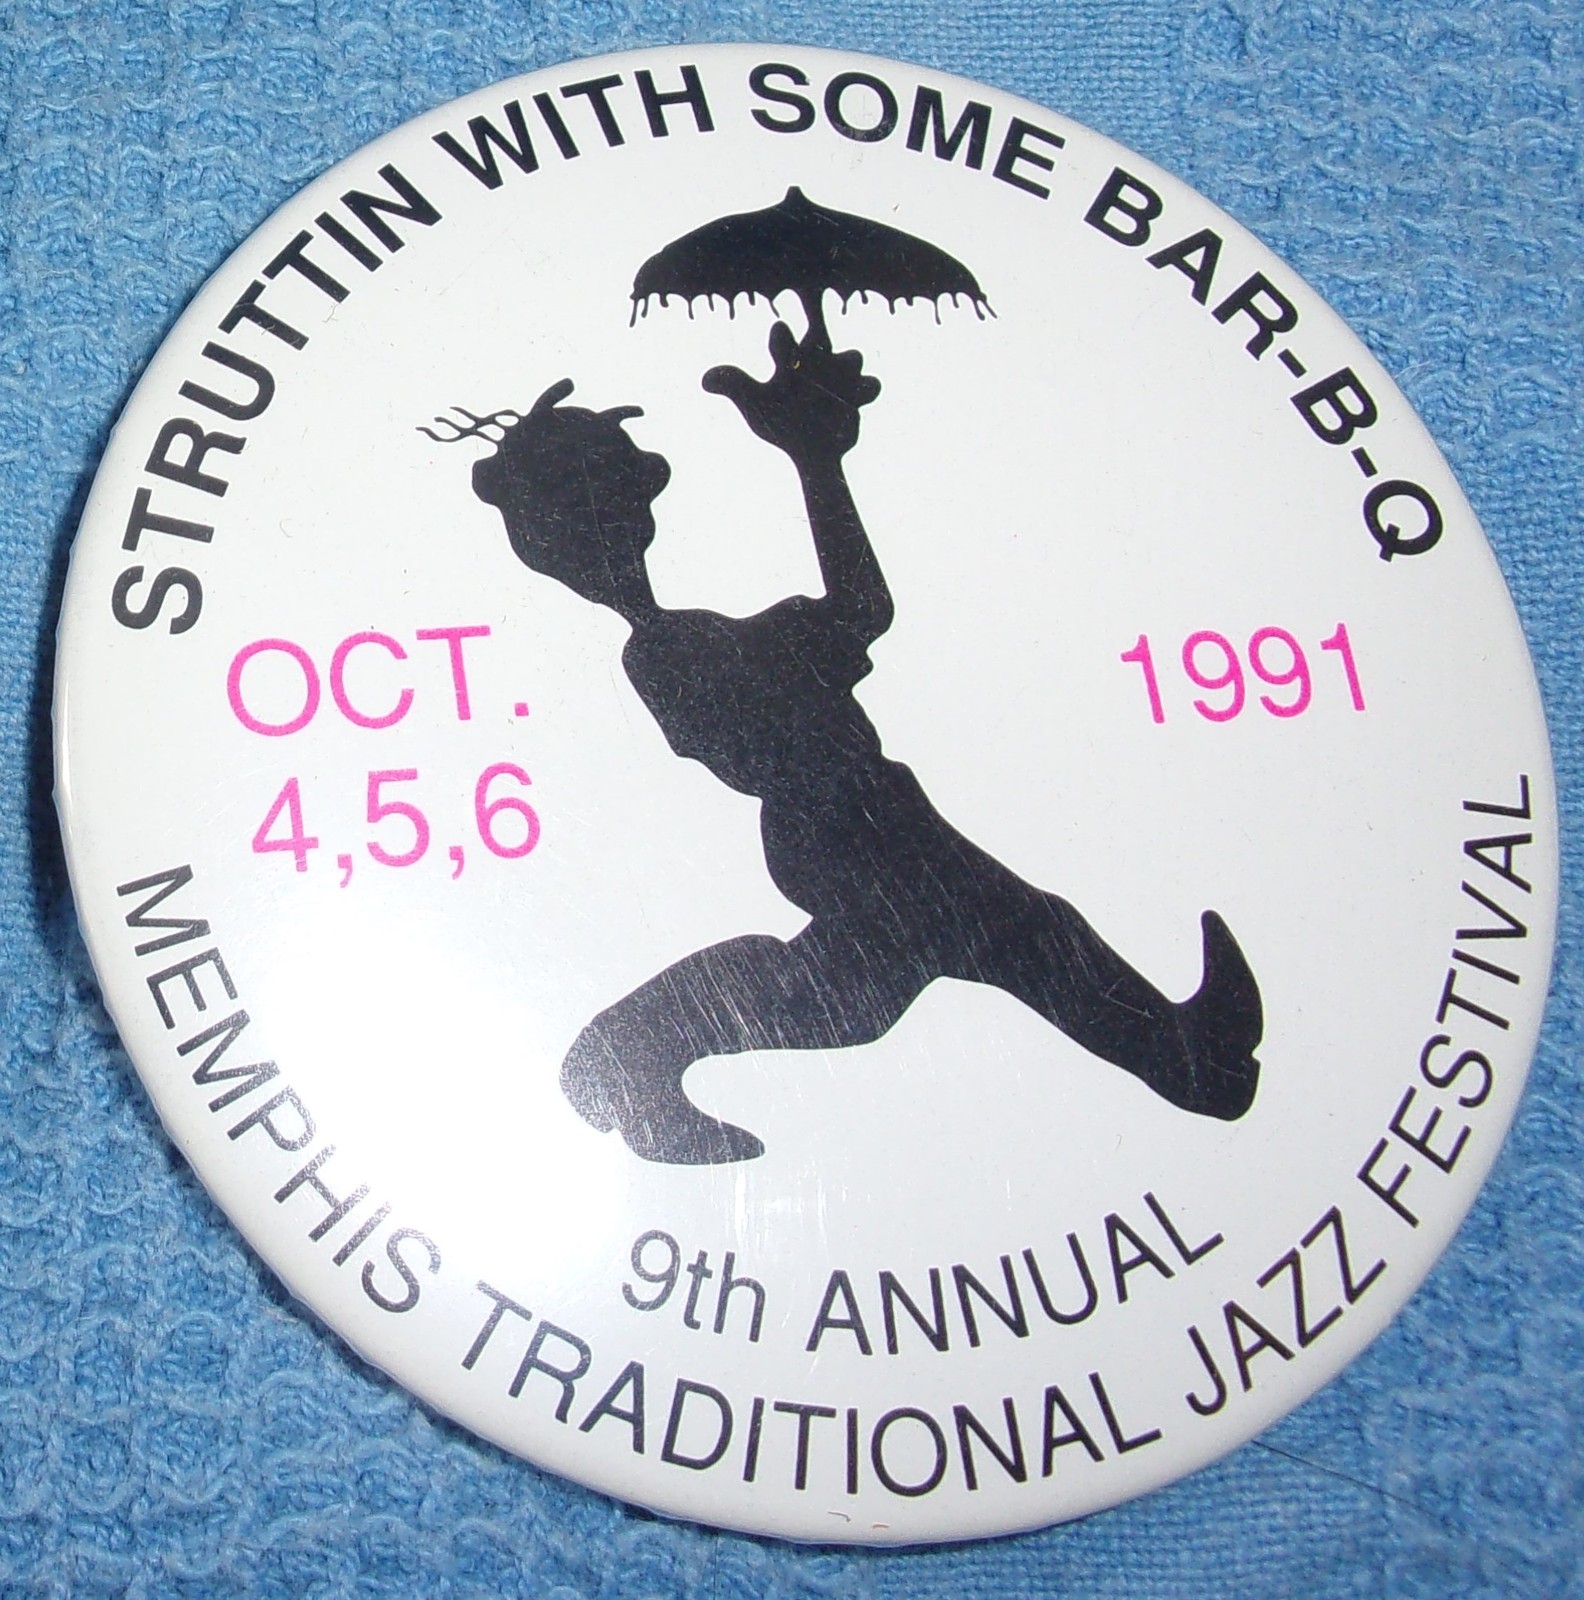 STRUTTIN WITH SOME BAR-B-Q
OCT.
4,5,6
1991
9th ANNUAL
MEMPHIS TRADITIONAL JAZZ FESTIVAL